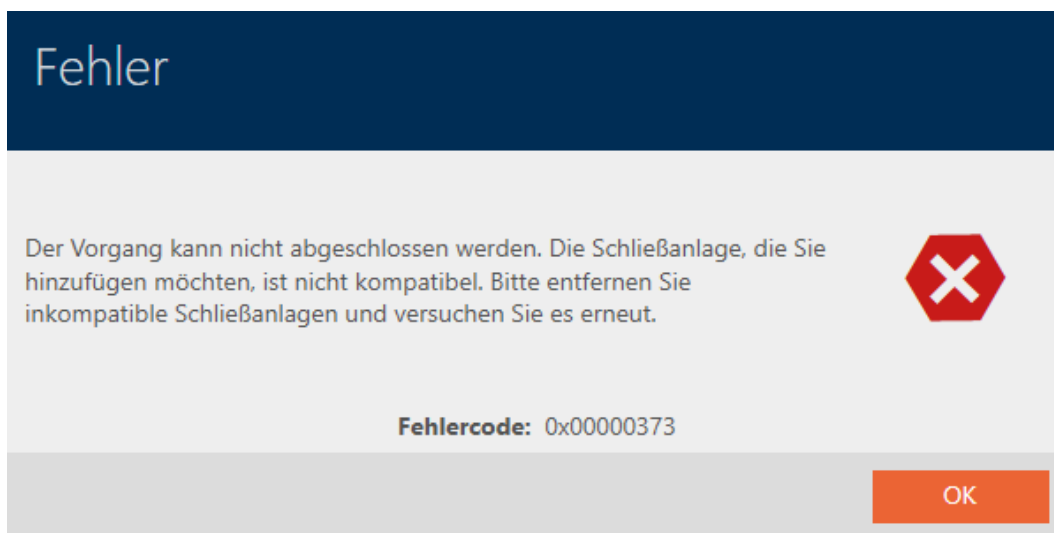 Fehler
Der Vorgang kann nicht abgeschlossen werden. Die Schließanlage, die Sie
hinzufügen möchten, ist nicht kompatibel. Bitte entfernen Sie
inkompatible Schließanlagen und versuchen Sie es erneut.
Fehlercode: 0x00000373
OK